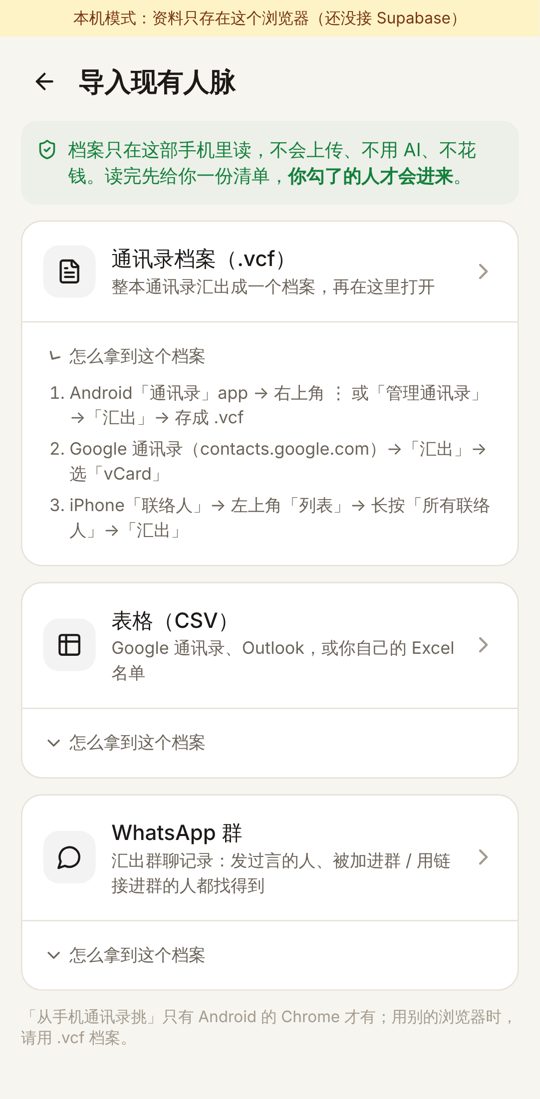 本机模式：资料只存在这个浏览器（还没接 Supabase）
导入现有人脉
档案只在这部手机里读，不会上传、不用 AI、不花
钱。读完先给你一份清单，你勾了的人才会进来。
通讯录档案（.vcf）
整本通讯录汇出成一个档案，再在这里打开
怎么拿到这个档案
1. Android「通讯录」app → 右上角 ⋮ 或「管理通讯录」
→「汇出」→ 存成 .vcf
2. Google 通讯录（contacts.google.com）→「汇出」→
选「vCard」
3. iPhone「联络人」→ 左上角「列表」→ 长按「所有联络
人」→「汇出」
表格（CSV）
Google 通讯录、Outlook，或你自己的 Excel
名单
怎么拿到这个档案
WhatsApp 群
汇出群聊记录：发过言的人、被加进群 / 用链
接进群的人都找得到
怎么拿到这个档案
「从手机通讯录挑」只有 Android 的 Chrome 才有；用别的浏览器时，
请用 .vcf 档案。